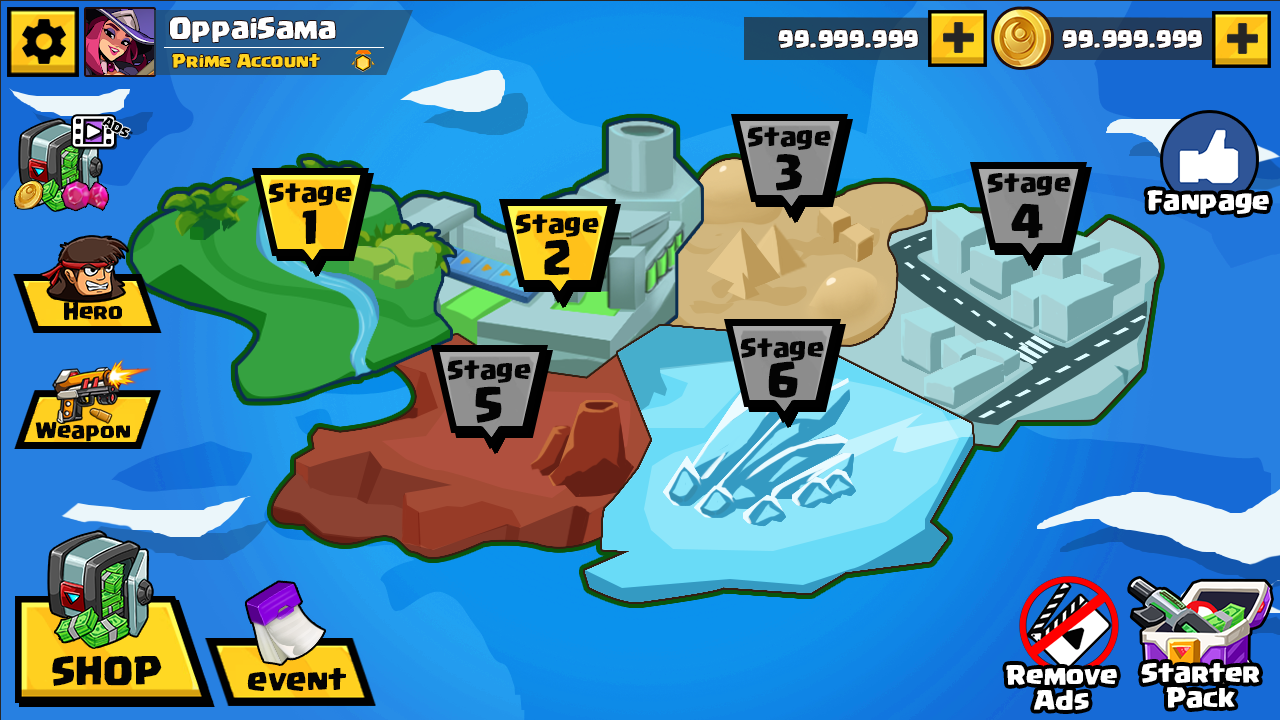 OppaiSama
Prime Account
99.999.999
99.999.999
Ads
Fanpage
Hero
Weapon
Stage
1
Stage
2
Stage
3
Stage
4
Stage
5
Stage
6
SHOP
event
Remove
Ads
Starter
Pack